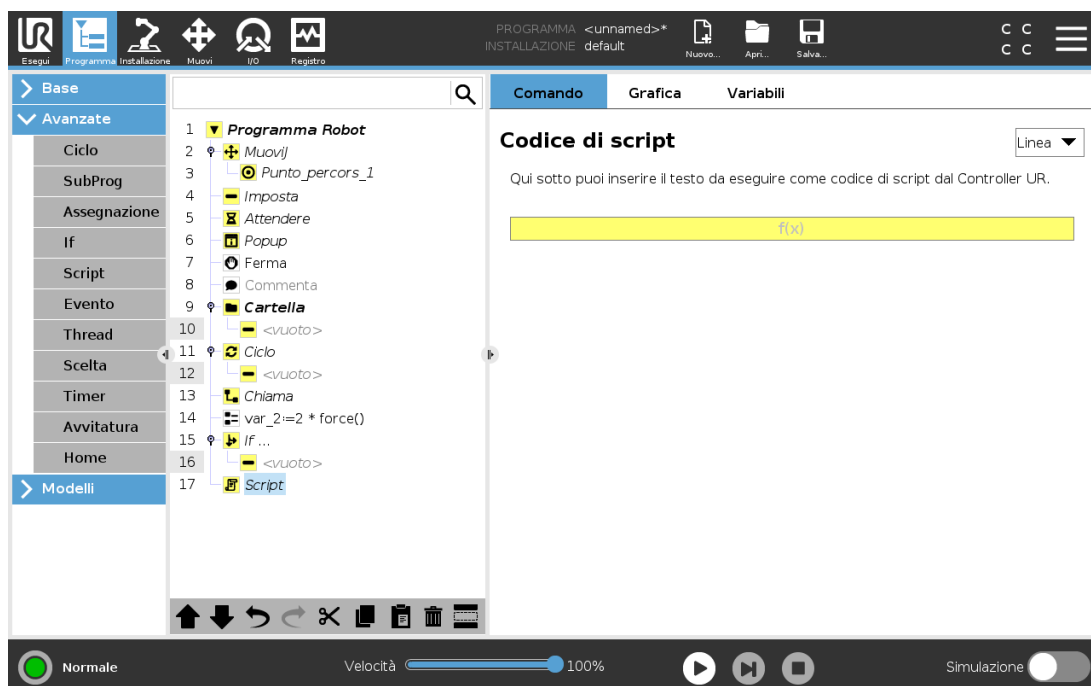 PROGRAMMA <unnamed>*
INSTALLAZIONE default
UR
Esegui
Programma
Installazione
Muovi
I/O
Registro
Nuovo...
Apri...
Salva...
C C
C C
Base
Avanzate
Ciclo
SubProg
Assegnazione
If
Script
Evento
Thread
Scelta
Timer
Avvitatura
Home
Modelli
1 Programma Robot
2 MuoviJ
3 Punto_percors_1
4 Imposta
5 Attendere
6 Popup
7 Ferma
8 Commenta
9 Cartella
10 <vuoto>
11 Ciclo
12 <vuoto>
13 Chiama
14 var_2:=2 * force()
15 If ...
16 <vuoto>
17 Script
Comando Grafica Variabili
Codice di script
Linea
Qui sotto puoi inserire il testo da eseguire come codice di script dal Controller UR.
f(x)
Normale
Velocità 100%
Simulazione